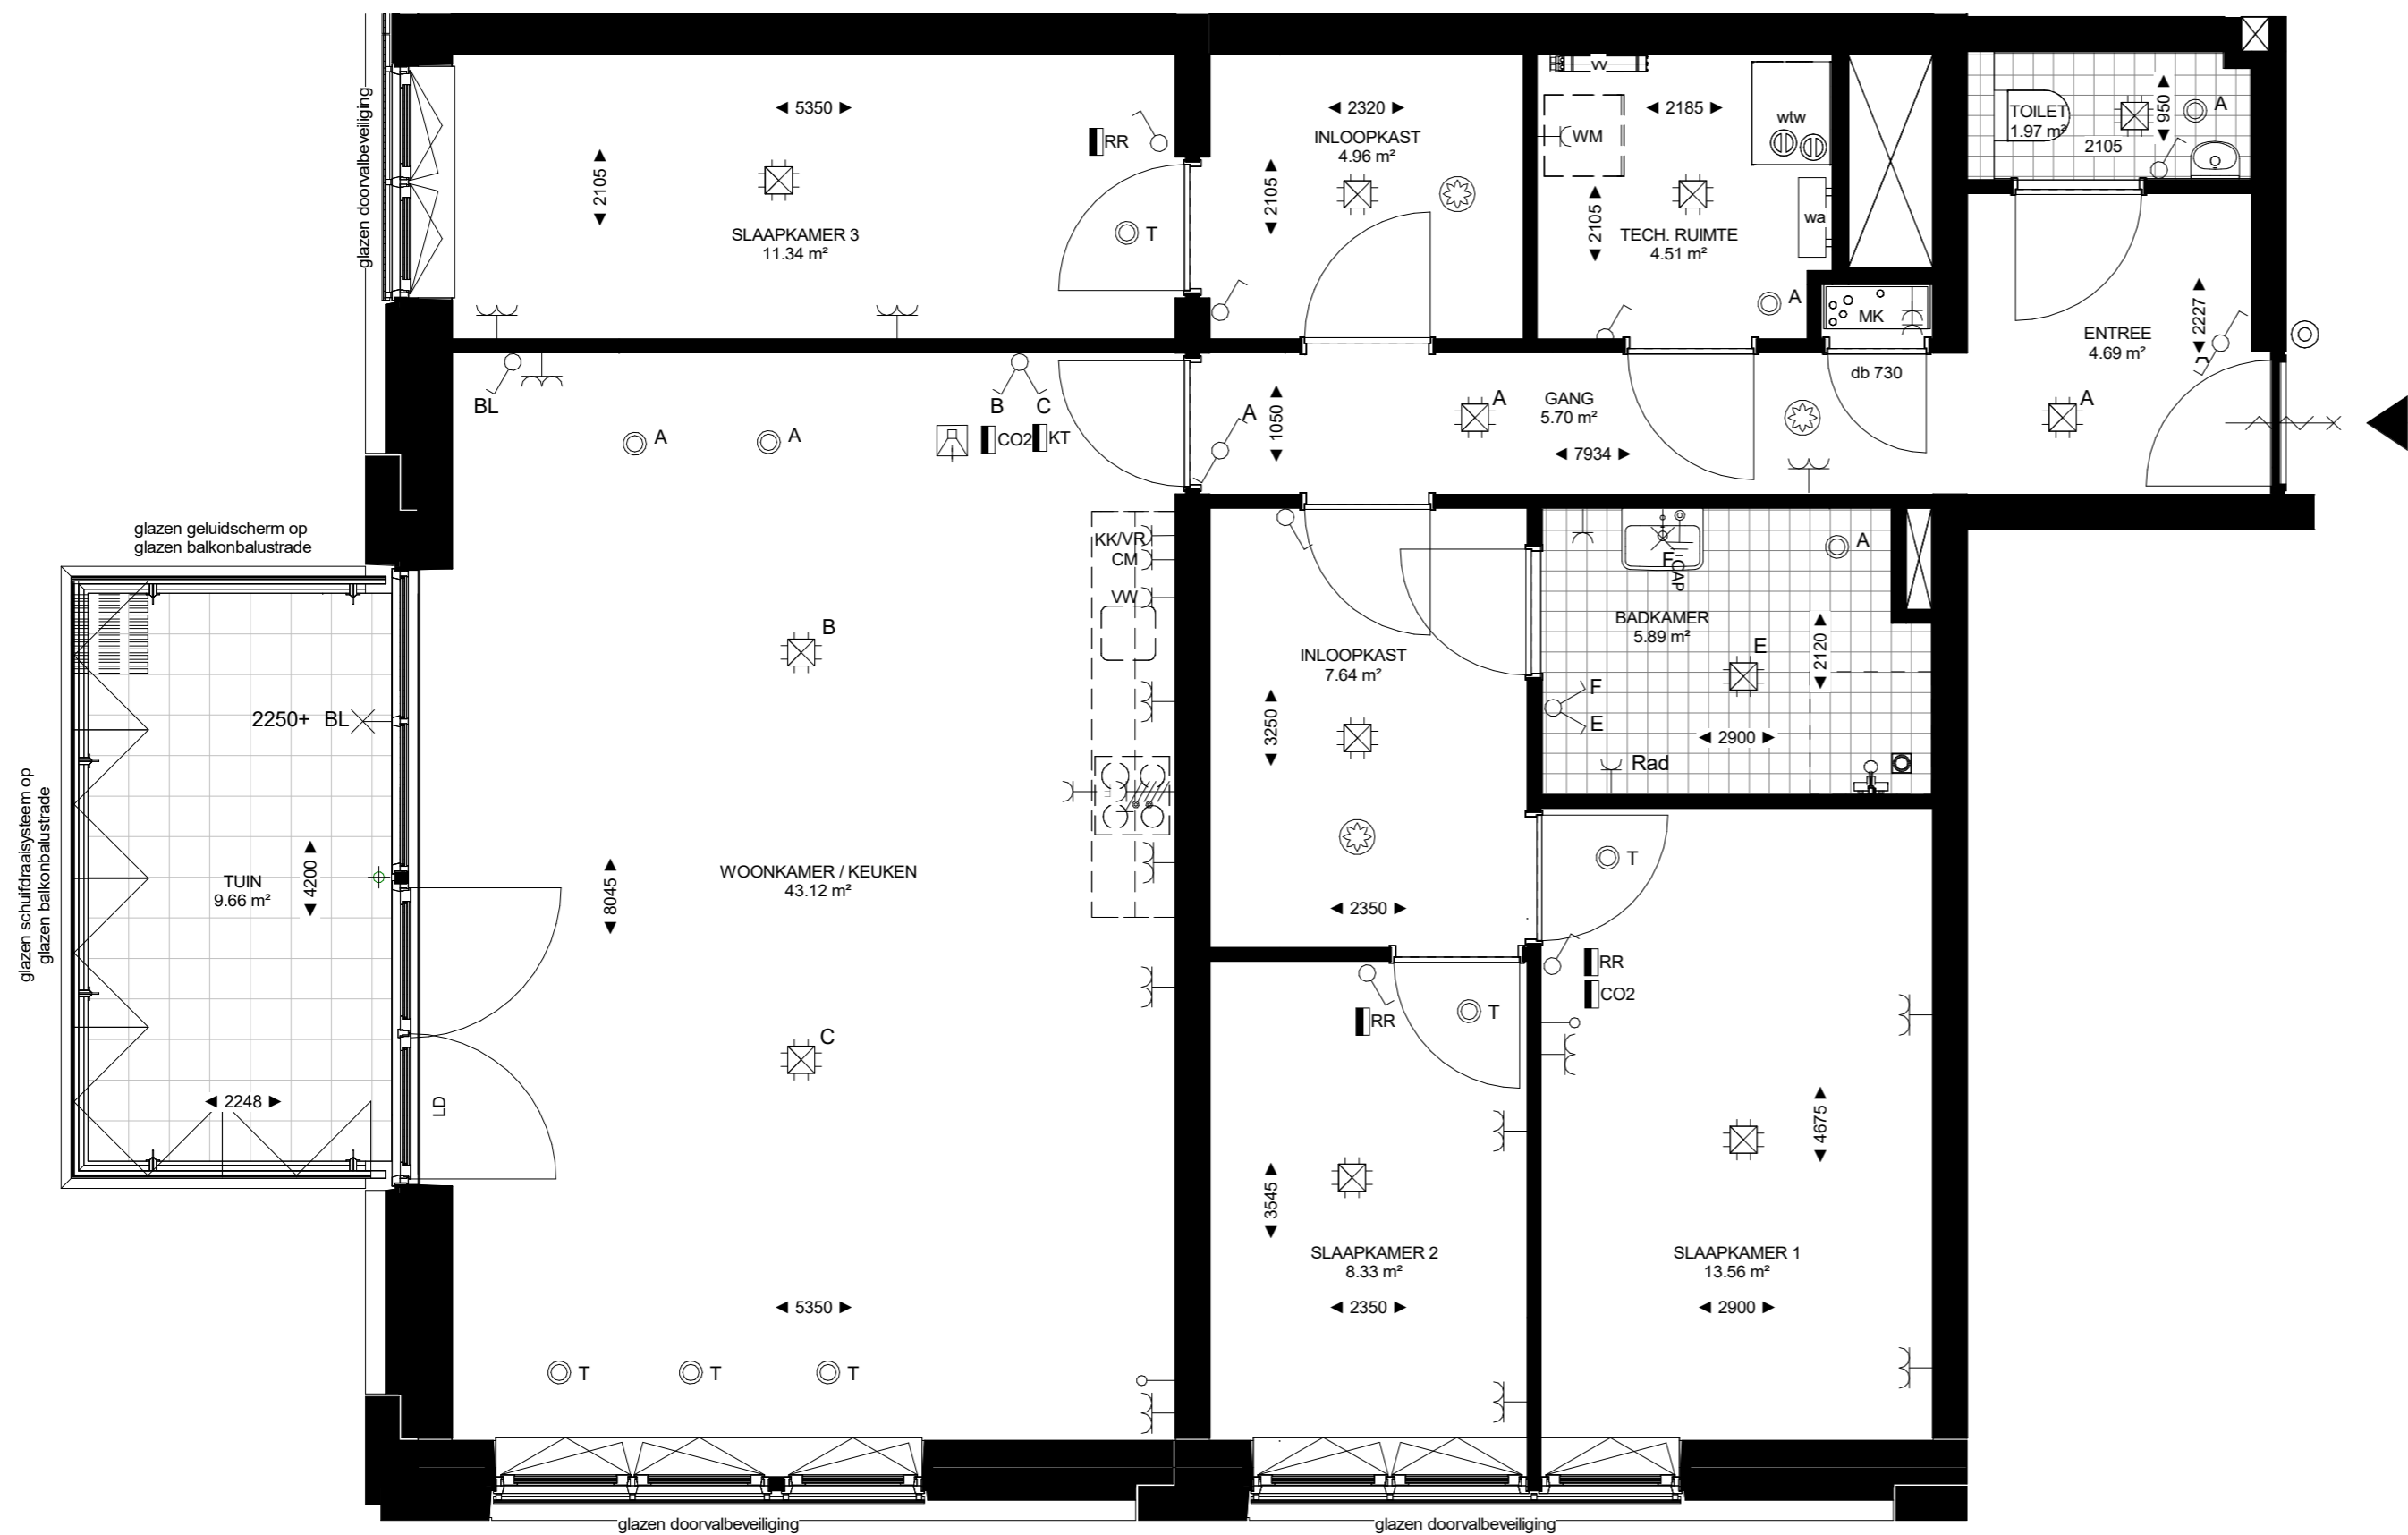 glazen doorvalbeveiliging
◄ 5350 ►
◄ 2105 ►
SLAAPKAMER 3
11.34 m²
RR
T
◄ 2320 ►
INLOOPKAST
4.96 m²
◄ 2105 ►
VV
WM
◄ 2185 ►
wtw
wa
◄ 2105 ►
TECH. RUIMTE
4.51 m²
A
MK
db 730
TOILET
1.97 m²
2105
◄ 950 ►
A
ENTREE
4.69 m²
◄ 2227 ►
A
BL
B
C
A
A
CO2
KT
A
◄ 1050 ►
A
GANG
5.70 m²
◄ 7934 ►
glazen geluidscherm op
glazen balkonbalustrade
glazen schuifdraaisysteem op
glazen balkonbalustrade
2250+ BL
TUIN
9.66 m²
◄ 4200 ►
◄ 2248 ►
LD
B
KK/VR
CM
VW
WOONKAMER / KEUKEN
43.12 m²
◄ 8045 ►
C
◄ 5350 ►
T
T
T
INLOOPKAST
7.64 m²
◄ 3250 ►
◄ 2350 ►
F
CAP
A
BADKAMER
5.89 m²
E
◄ 2120 ►
F
E
◄ 2900 ►
Rad
T
RR
CO2
RR
T
◄ 4675 ►
◄ 3545 ►
SLAAPKAMER 2
8.33 m²
◄ 2350 ►
SLAAPKAMER 1
13.56 m²
◄ 2900 ►
glazen doorvalbeveiliging
glazen doorvalbeveiliging